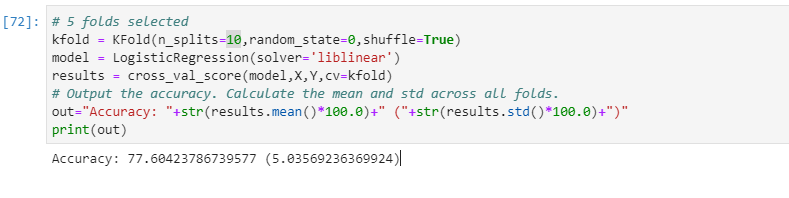 [72]: # 5 folds selected
kfold = KFold(n_splits=10,random_state=0,shuffle=True)
model = LogisticRegression(solver='liblinear')
results = cross_val_score(model,X,Y,cv=kfold)
# Output the accuracy. Calculate the mean and std across all folds.
out="Accuracy: "+str(results.mean()*100.0)+" ("+str(results.std()*100.0)+")"
print(out)
Accuracy: 77.60423786739577 (5.03569236369924)